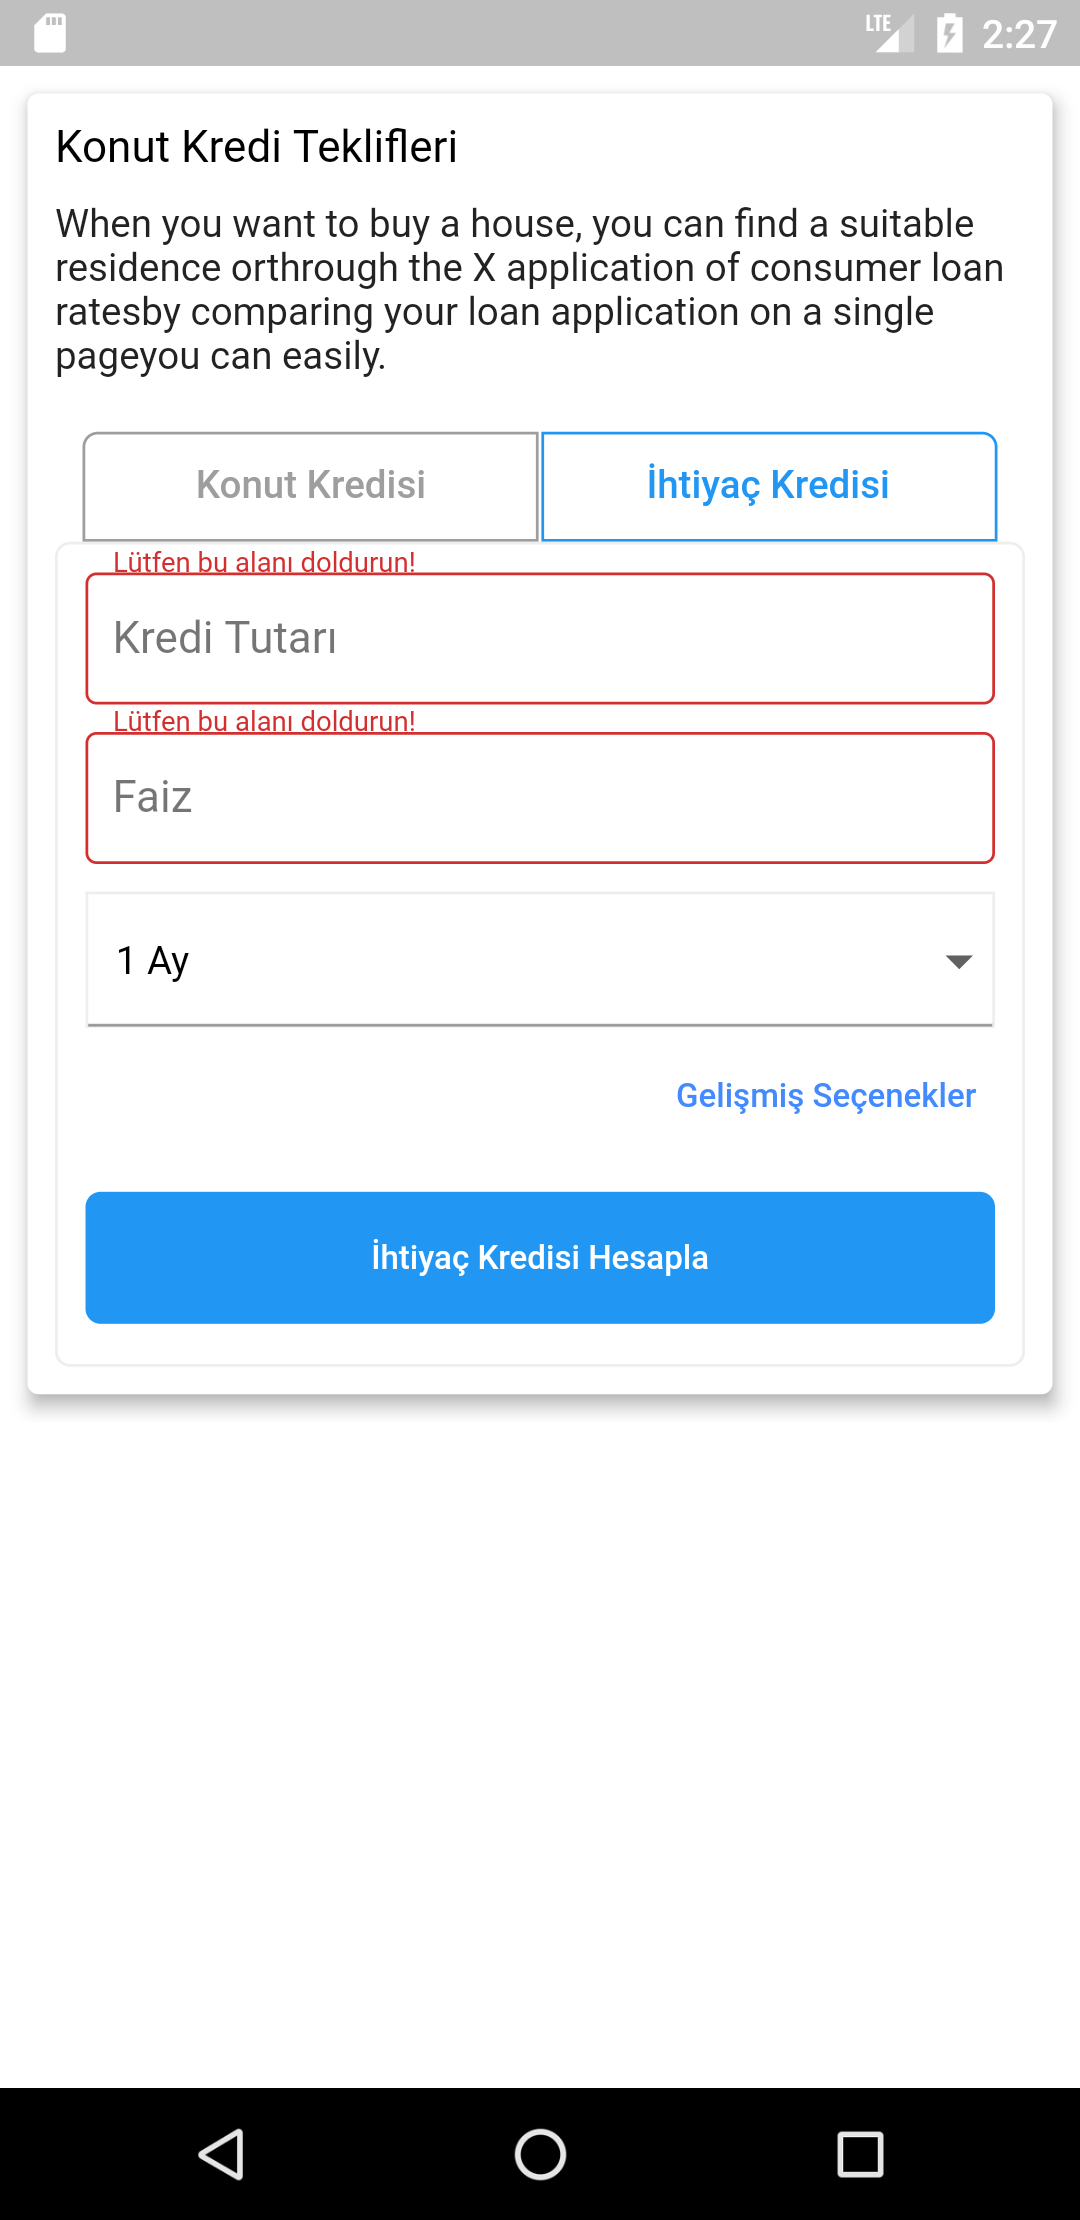 LTE 2:27
Konut Kredi Teklifleri
When you want to buy a house, you can find a suitable
residence orthrough the X application of consumer loan
ratesby comparing your loan application on a single
pageyou can easily.
Konut Kredisi İhtiyaç Kredisi
Lütfen bu alanı doldurun!
Kredi Tutarı
Lütfen bu alanı doldurun!
Faiz
1 Ay
Gelişmiş Seçenekler
İhtiyaç Kredisi Hesapla